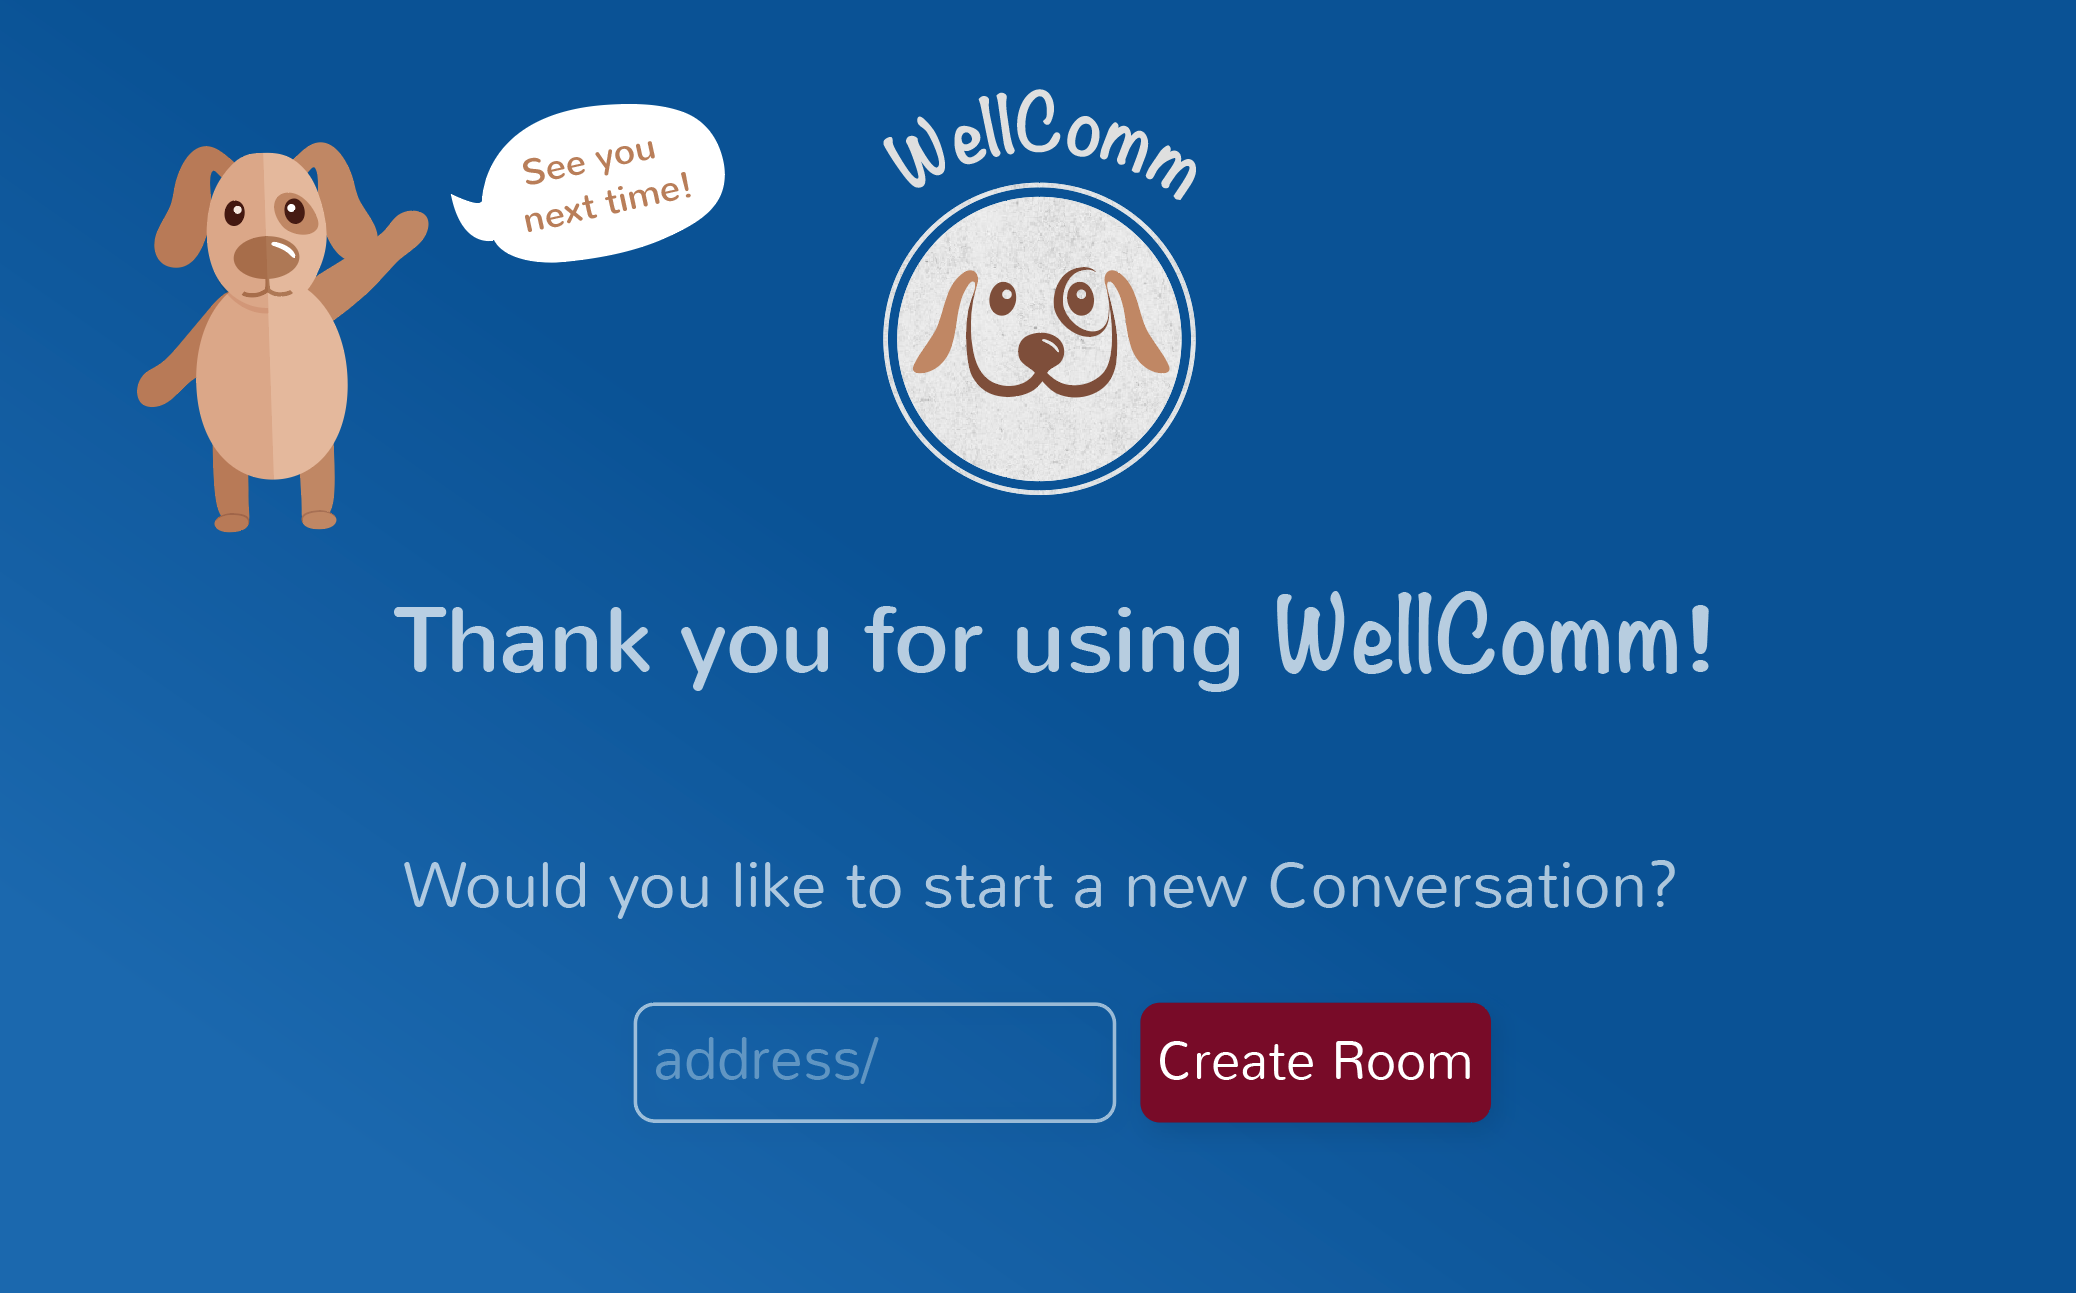 See you
next time!
WellComm
Thank you for using WellComm!
Would you like to start a new Conversation?
address/
Create Room